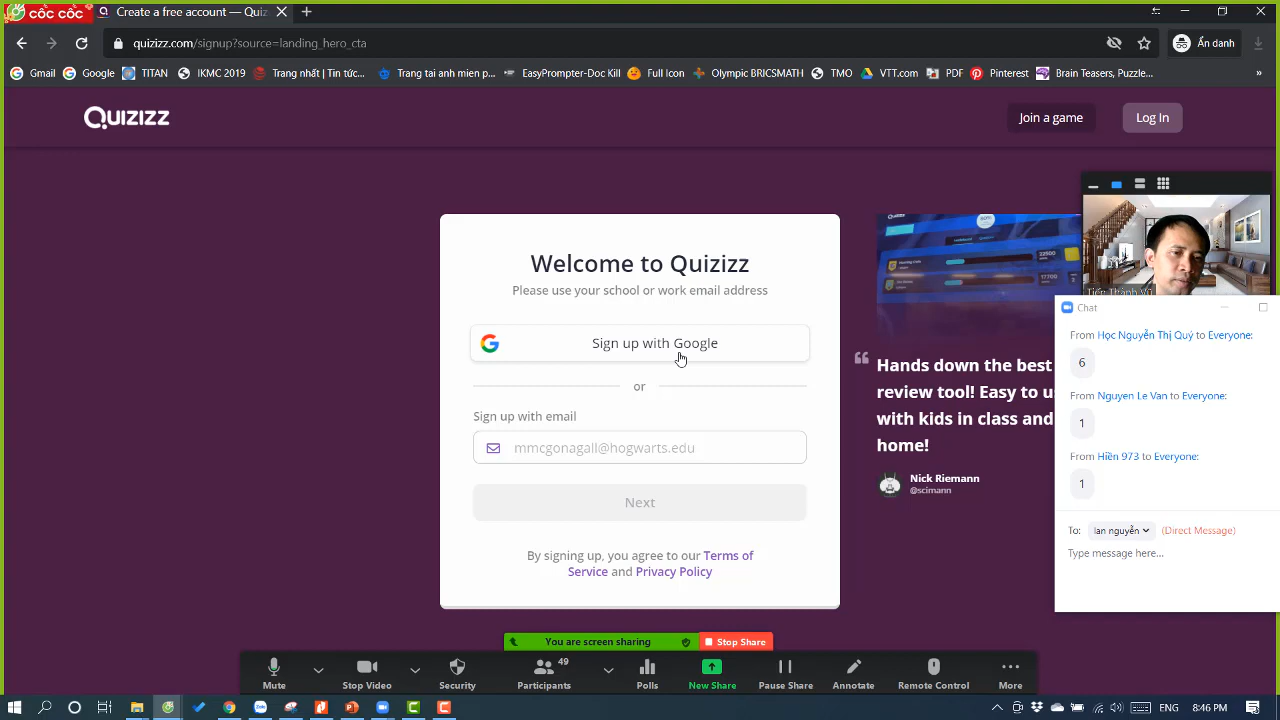 cốc cốc
Create a free account — Quiz
quizizz.com/signup?source=landing_hero_cta
Ẩn danh
Gmail
Google
TITAN
IKMC 2019
Trang nhất | Tin tức...
Trang tai anh mien p...
EasyPrompter-Doc Kill
Full Icon
Olympic BRICSMATH
TMO
VTT.com
PDF
Pinterest
Brain Teasers, Puzzle...
»
QUIZIZZ
Join a game
Log In
Welcome to Quizizz
Please use your school or work email address
Sign up with Google
or
Sign up with email
mmcgonagall@hogwarts.edu
Next
By signing up, you agree to our Terms of
Service and Privacy Policy
Hands down the best
review tool! Easy to us
with kids in class and
home!
Nick Riemann
@scimann
22500
17700
Tiến Thành Vũ
Chat
From Học Nguyễn Thị Quý to Everyone:
6
From Nguyen Le Van to Everyone:
1
From Hiền 973 to Everyone:
1
To: lan nguyễn (Direct Message)
Type message here...
You are screen sharing
Stop Share
Mute
Stop Video
Security
Participants
49
Polls
New Share
Pause Share
Annotate
Remote Control
More
ENG
8:46 PM